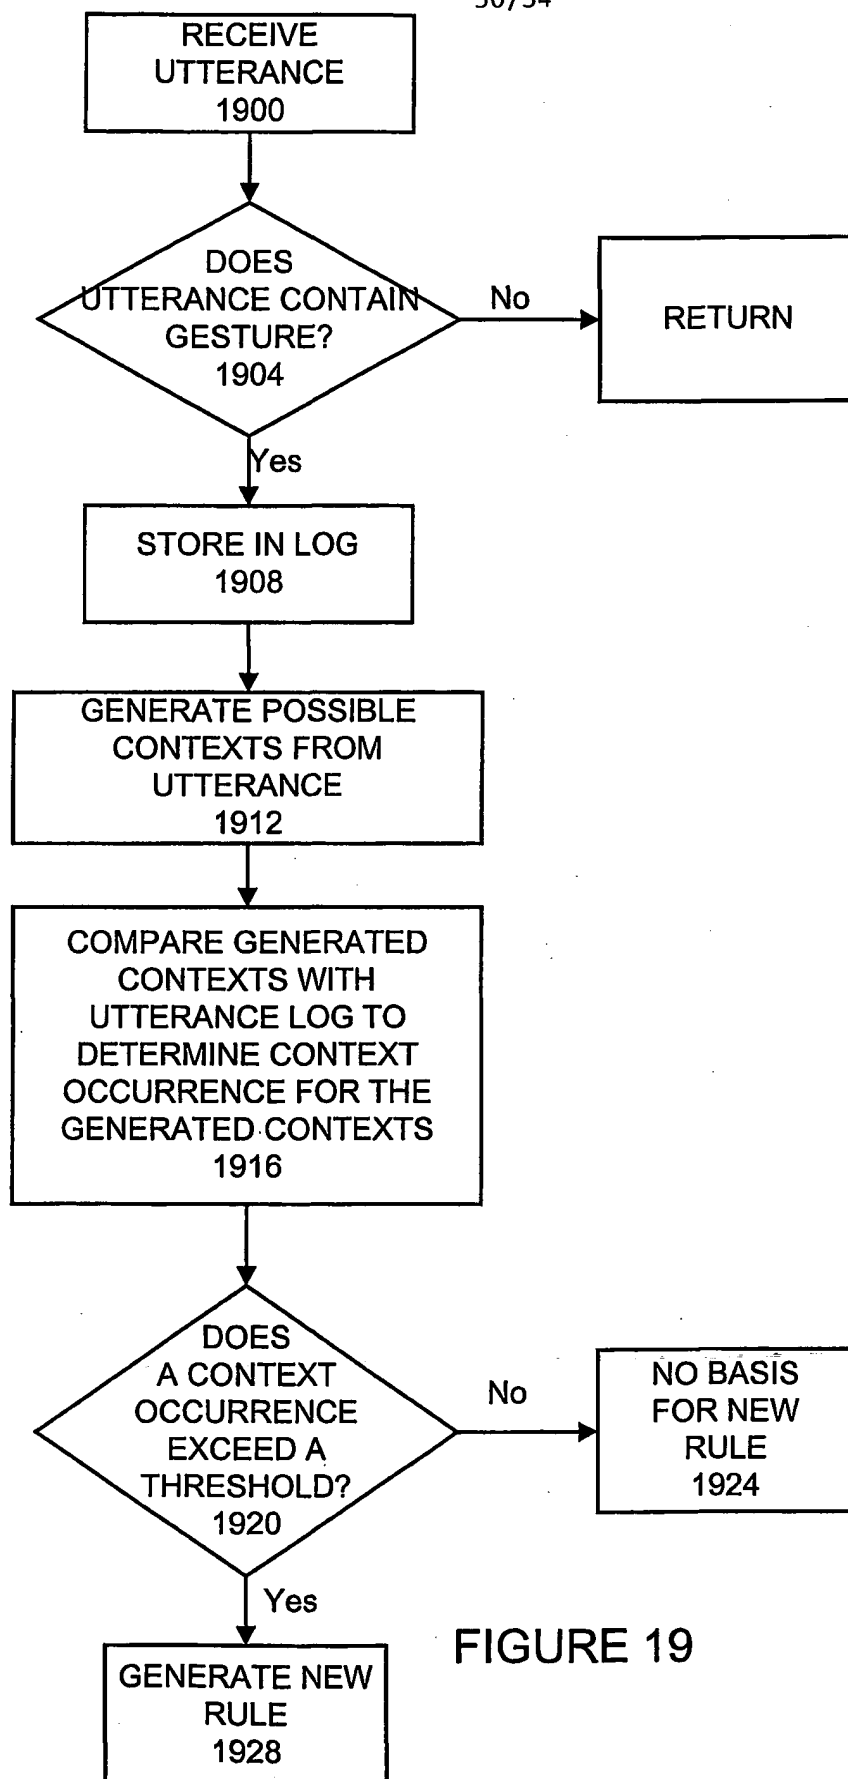 RECEIVE
UTTERANCE
1900
DOES
UTTERANCE CONTAIN
GESTURE?
1904
No
RETURN
Yes
STORE IN LOG
1908
GENERATE POSSIBLE
CONTEXTS FROM
UTTERANCE
1912
COMPARE GENERATED
CONTEXTS WITH
UTTERANCE LOG TO
DETERMINE CONTEXT
OCCURRENCE FOR THE
GENERATED CONTEXTS
1916
DOES
A CONTEXT
OCCURRENCE
EXCEED A
THRESHOLD?
1920
No
NO BASIS
FOR NEW
RULE
1924
Yes
GENERATE NEW
RULE
1928
FIGURE 19